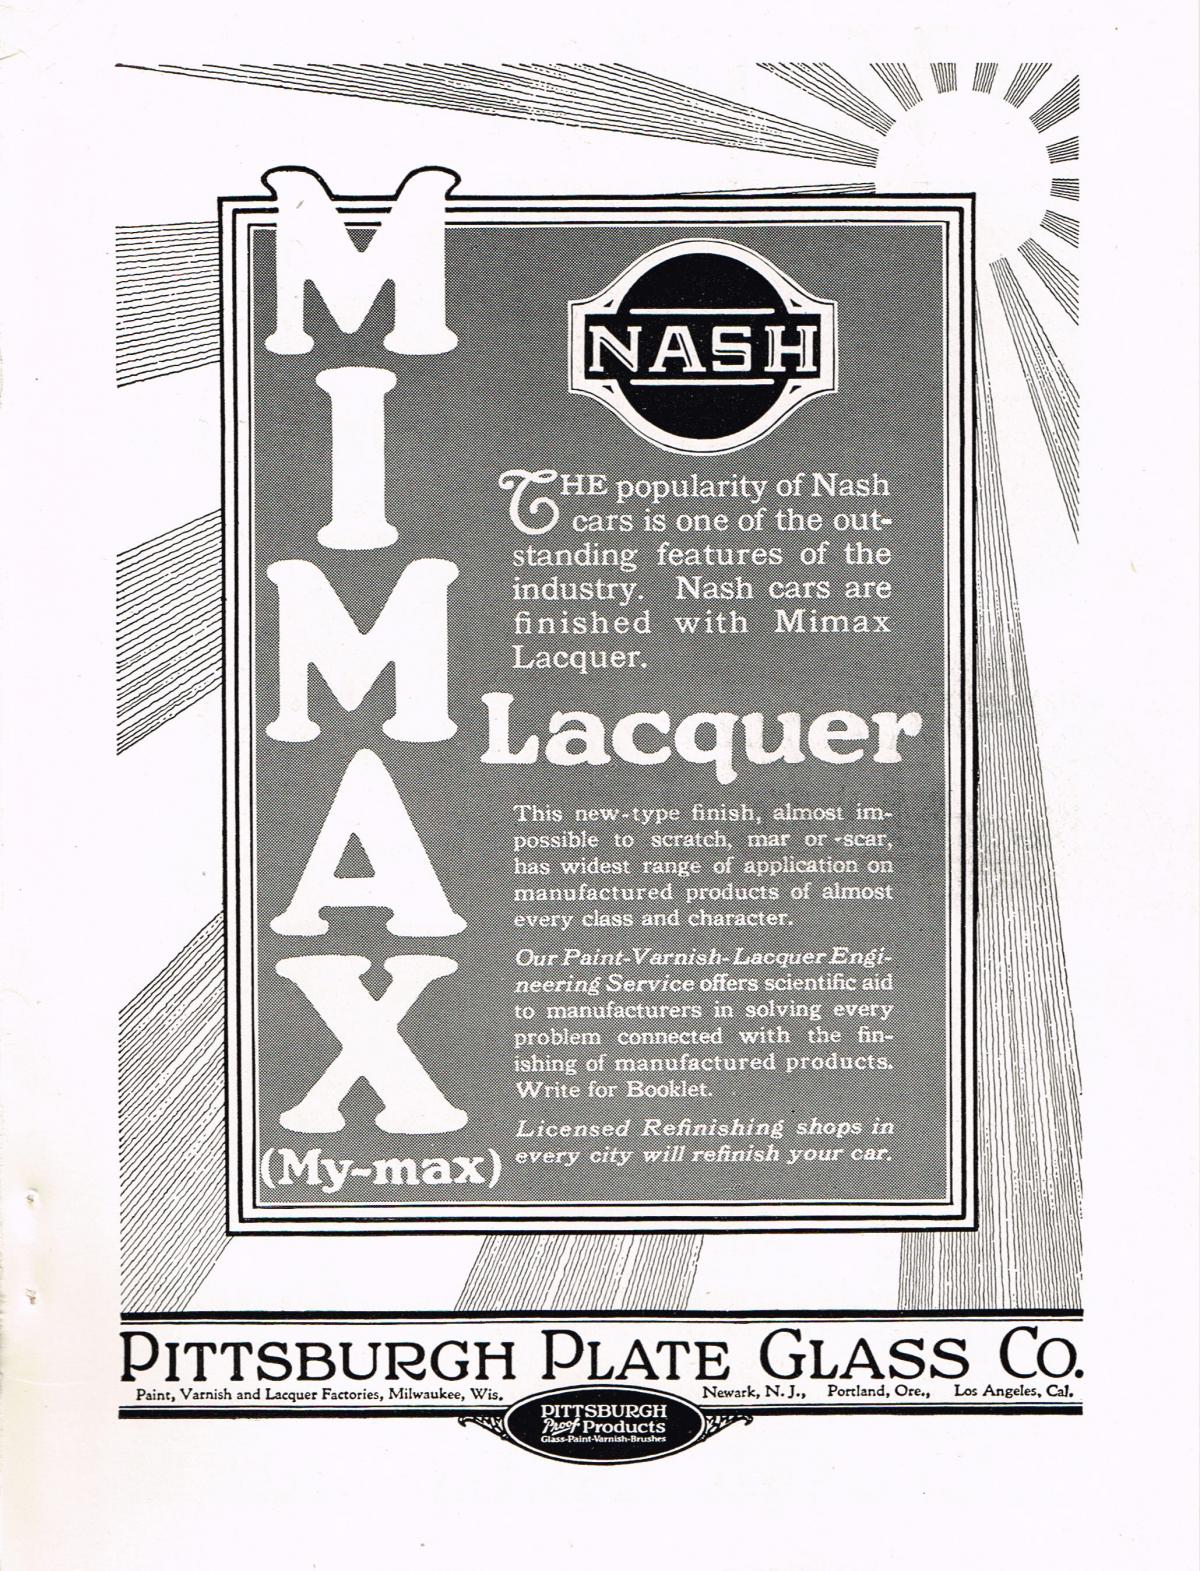 MIMAX
NASH
THE popularity of Nash
cars is one of the out-
standing features of the
industry. Nash cars are
finished with Mimax
Lacquer.
Lacquer
This new-type finish, almost im-
possible to scratch, mar or -scar,
has widest range of application on
manufactured products of almost
every class and character.
Our Paint-Varnish-Lacquer Engi-
neering Service offers scientific aid
to manufacturers in solving every
problem connected with the fin-
ishing of manufactured products.
Write for Booklet.
Licensed Refinishing shops in
every city will refinish your car.
(My-max)
PITTSBURGH PLATE GLASS CO.
Paint, Varnish and Lacquer Factories, Milwaukee, Wis. Newark, N. J., Portland, Ore., Los Angeles, Cal.
PITTSBURGH
Proof Products
Glass-Paint-Varnish-Brushes